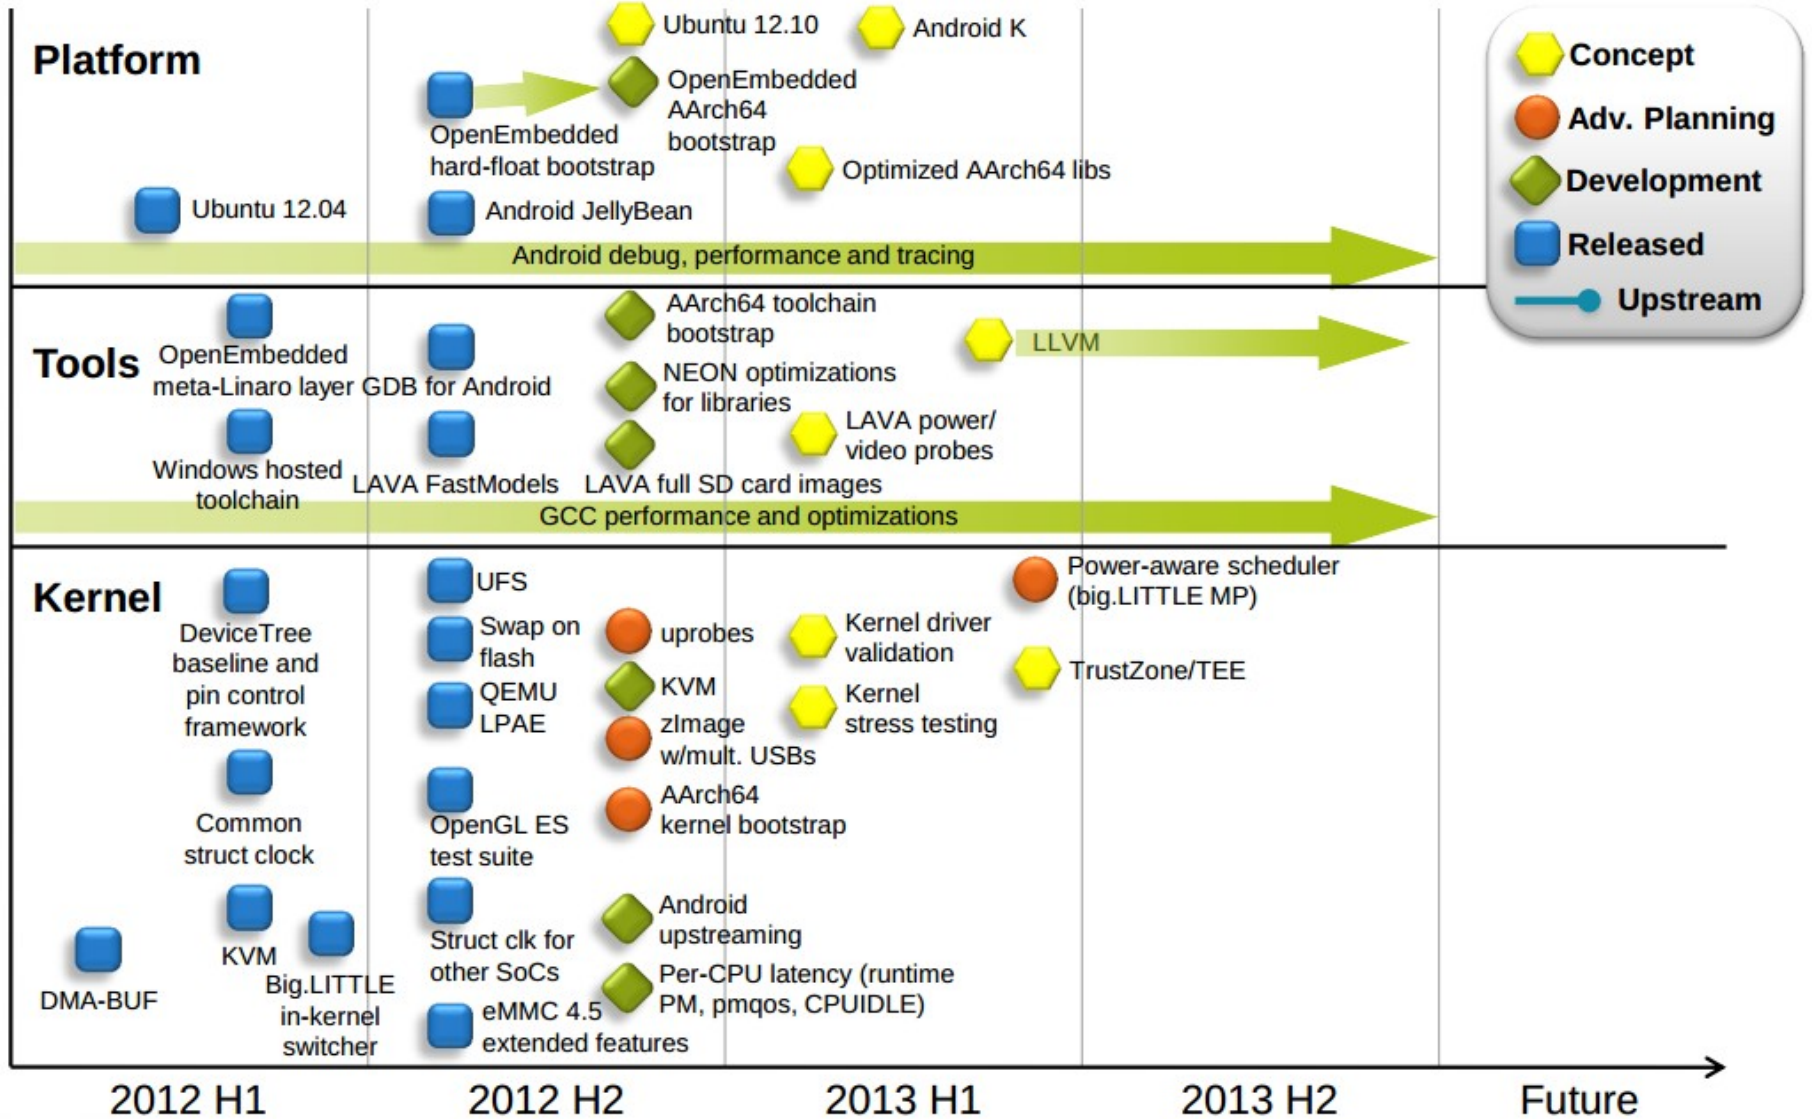 Platform
Ubuntu 12.10
Android K
OpenEmbedded
AArch64
bootstrap
OpenEmbedded
hard-float bootstrap
Optimized AArch64 libs
Ubuntu 12.04
Android JellyBean
Android debug, performance and tracing
Concept
Adv. Planning
Development
Released
Upstream
Tools
OpenEmbedded
meta-Linaro layer
GDB for Android
AArch64 toolchain
bootstrap
LLVM
NEON optimizations
for libraries
LAVA power/
video probes
Windows hosted
toolchain
LAVA FastModels
LAVA full SD card images
GCC performance and optimizations
Kernel
DeviceTree
baseline and
pin control
framework
Common
struct clock
KVM
DMA-BUF
Big.LITTLE
in-kernel
switcher
UFS
Swap on
flash
QEMU
LPAE
OpenGL ES
test suite
Struct clk for
other SoCs
eMMC 4.5
extended features
uprobes
KVM
zImage
w/mult. USBs
AArch64
kernel bootstrap
Android
upstreaming
Per-CPU latency (runtime
PM, pmqos, CPUIDLE)
Kernel driver
validation
Kernel
stress testing
Power-aware scheduler
(big.LITTLE MP)
TrustZone/TEE
2012 H1
2012 H2
2013 H1
2013 H2
Future